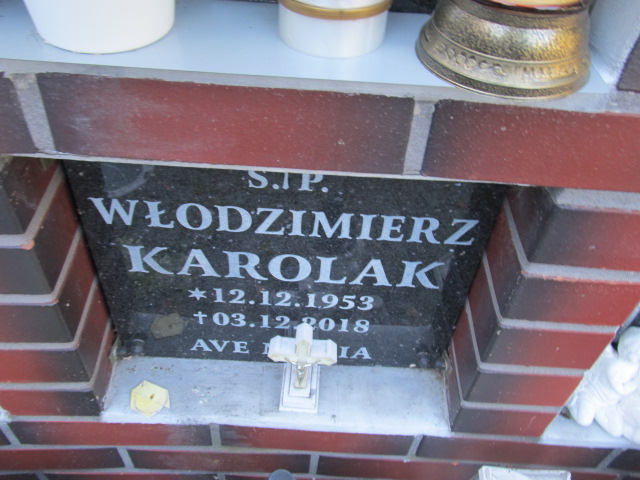 Ś.†P.
WŁODZIMIERZ
KAROLAK
*12.12.1953
†03.12.2018
AVE